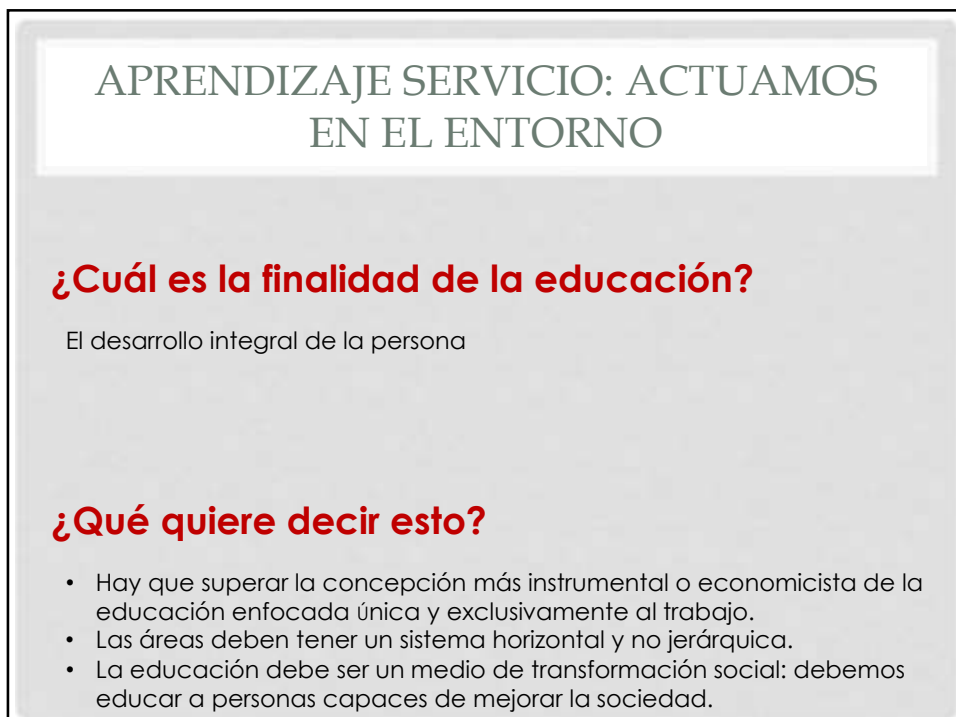 APRENDIZAJE SERVICIO: ACTUAMOS
EN EL ENTORNO
¿Cuál es la finalidad de la educación?
El desarrollo integral de la persona
¿Qué quiere decir esto?
• Hay que superar la concepción más instrumental o economicista de la
educación enfocada única y exclusivamente al trabajo.
• Las áreas deben tener un sistema horizontal y no jerárquica.
• La educación debe ser un medio de transformación social: debemos
educar a personas capaces de mejorar la sociedad.